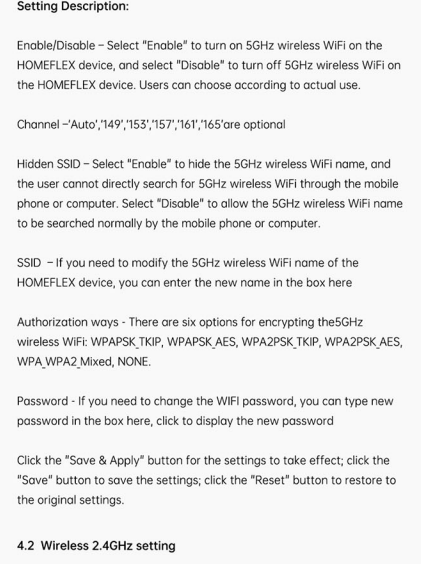 Setting Description:
Enable/Disable – Select "Enable" to turn on 5GHz wireless WiFi on the
HOMEFLEX device, and select "Disable" to turn off 5GHz wireless WiFi on
the HOMEFLEX device. Users can choose according to actual use.
Channel –'Auto','149','153','157','161','165'are optional
Hidden SSID – Select "Enable" to hide the 5GHz wireless WiFi name, and
the user cannot directly search for 5GHz wireless WiFi through the mobile
phone or computer. Select "Disable" to allow the 5GHz wireless WiFi name
to be searched normally by the mobile phone or computer.
SSID – If you need to modify the 5GHz wireless WiFi name of the
HOMEFLEX device, you can enter the new name in the box here
Authorization ways - There are six options for encrypting the5GHz
wireless WiFi: WPAPSK_TKIP, WPAPSK_AES, WPA2PSK_TKIP, WPA2PSK_AES,
WPA_WPA2_Mixed, NONE.
Password - If you need to change the WIFI password, you can type new
password in the box here, click to display the new password
Click the "Save & Apply" button for the settings to take effect; click the
"Save" button to save the settings; click the "Reset" button to restore to
the original settings.
4.2 Wireless 2.4GHz setting